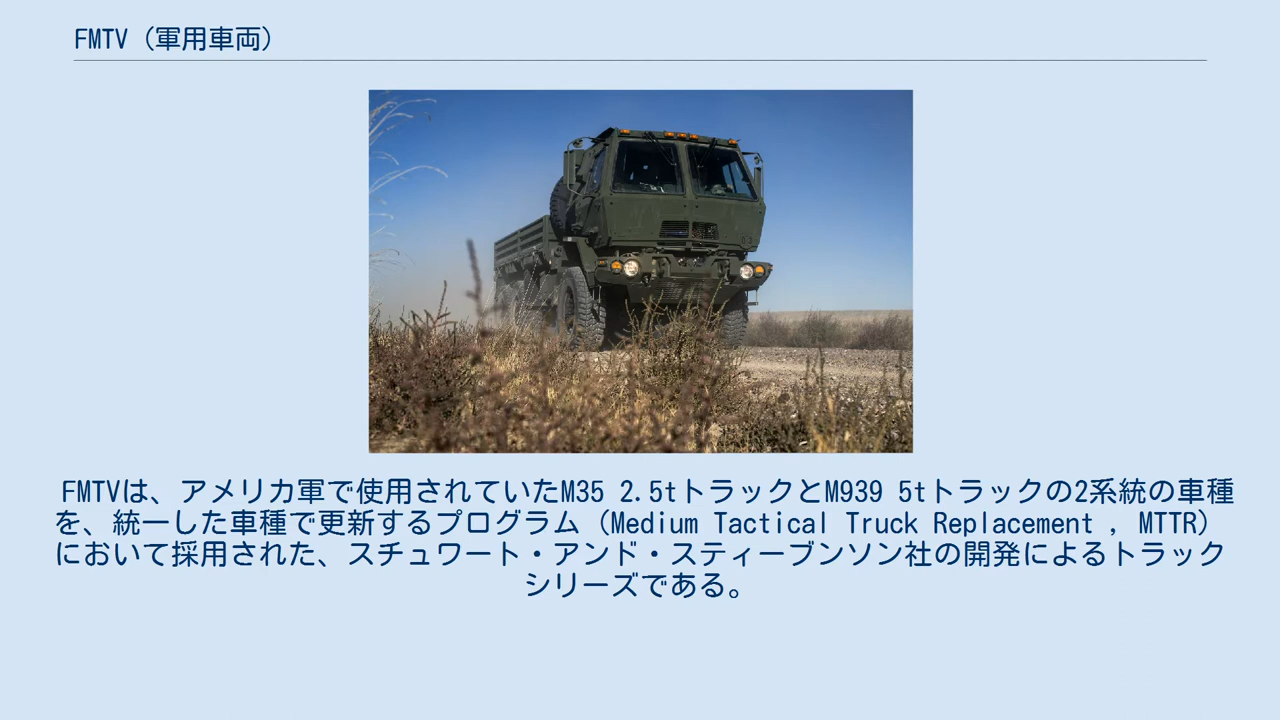 FMTV（軍用車両）
FMTVは、アメリカ軍で使用されていたM35 2.5tトラックとM939 5tトラックの2系統の車種
を、統一した車種で更新するプログラム（Medium Tactical Truck Replacement , MTTR）
において採用された、スチュワート・アンド・スティーブンソン社の開発によるトラック
シリーズである。